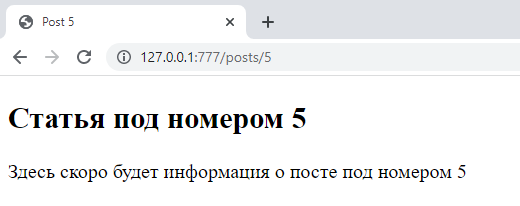 Post 5
127.0.0.1:777/posts/5
Статья под номером 5
Здесь скоро будет информация о посте под номером 5